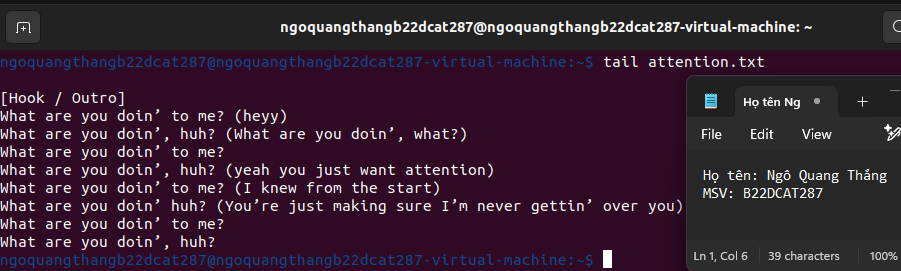 ngoquangthangb22dcat287@ngoquangthangb22dcat287-virtual-machine: ~
ngoquangthangb22dcat287@ngoquangthangb22dcat287-virtual-machine:~$ tail attention.txt
[Hook / Outro]
What are you doin’ to me? (heyy)
What are you doin’, huh? (What are you doin’, what?)
What are you doin’ to me?
What are you doin’, huh? (yeah you just want attention)
What are you doin’ to me? (I knew from the start)
What are you doin’ huh? (You’re just making sure I’m never gettin’ over you)
What are you doin’ to me?
What are you doin’, huh?
ngoquangthangb22dcat287@ngoquangthangb22dcat287-virtual-machine:~$
Họ tên Ng
File Edit View
Họ tên: Ngô Quang Thắng
MSV: B22DCAT287
Ln 1, Col 6 39 characters 100%